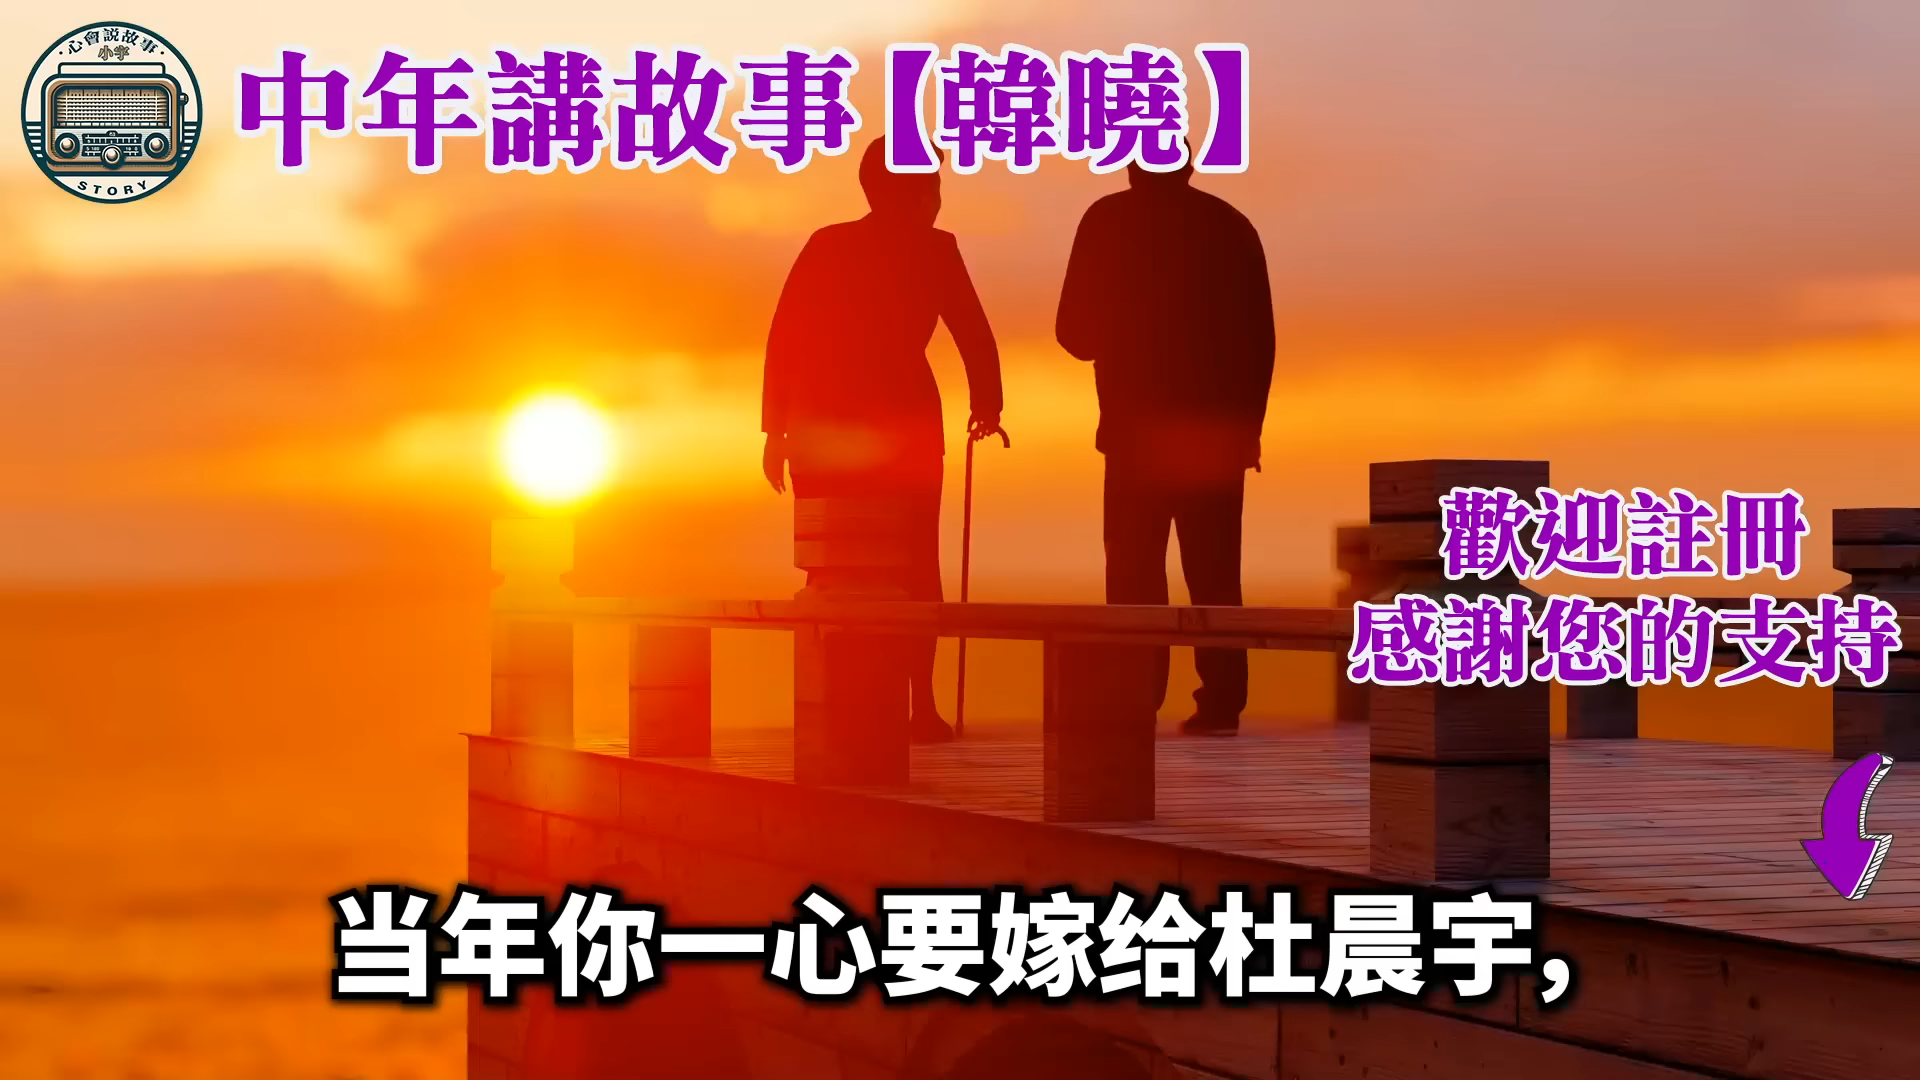 ·心會説故事·
小宇
STORY
中年講故事【韓曉】
歡迎註冊
感謝您的支持
当年你一心要嫁给杜晨宇,